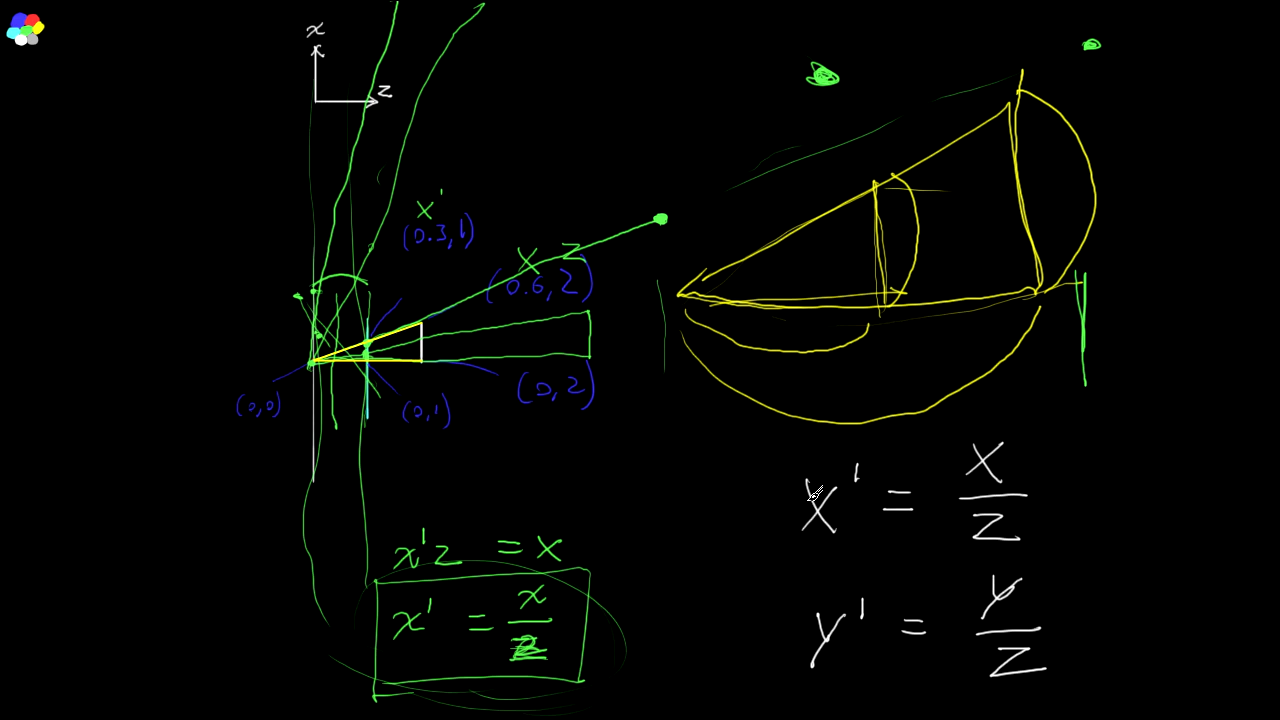 x
z
x'
(0.3,1)
x z
(0.6,2)
(0,2)
(0,0)
(0,1)
x'z = x
x' = x/z
x' = x/z
y' = y/z